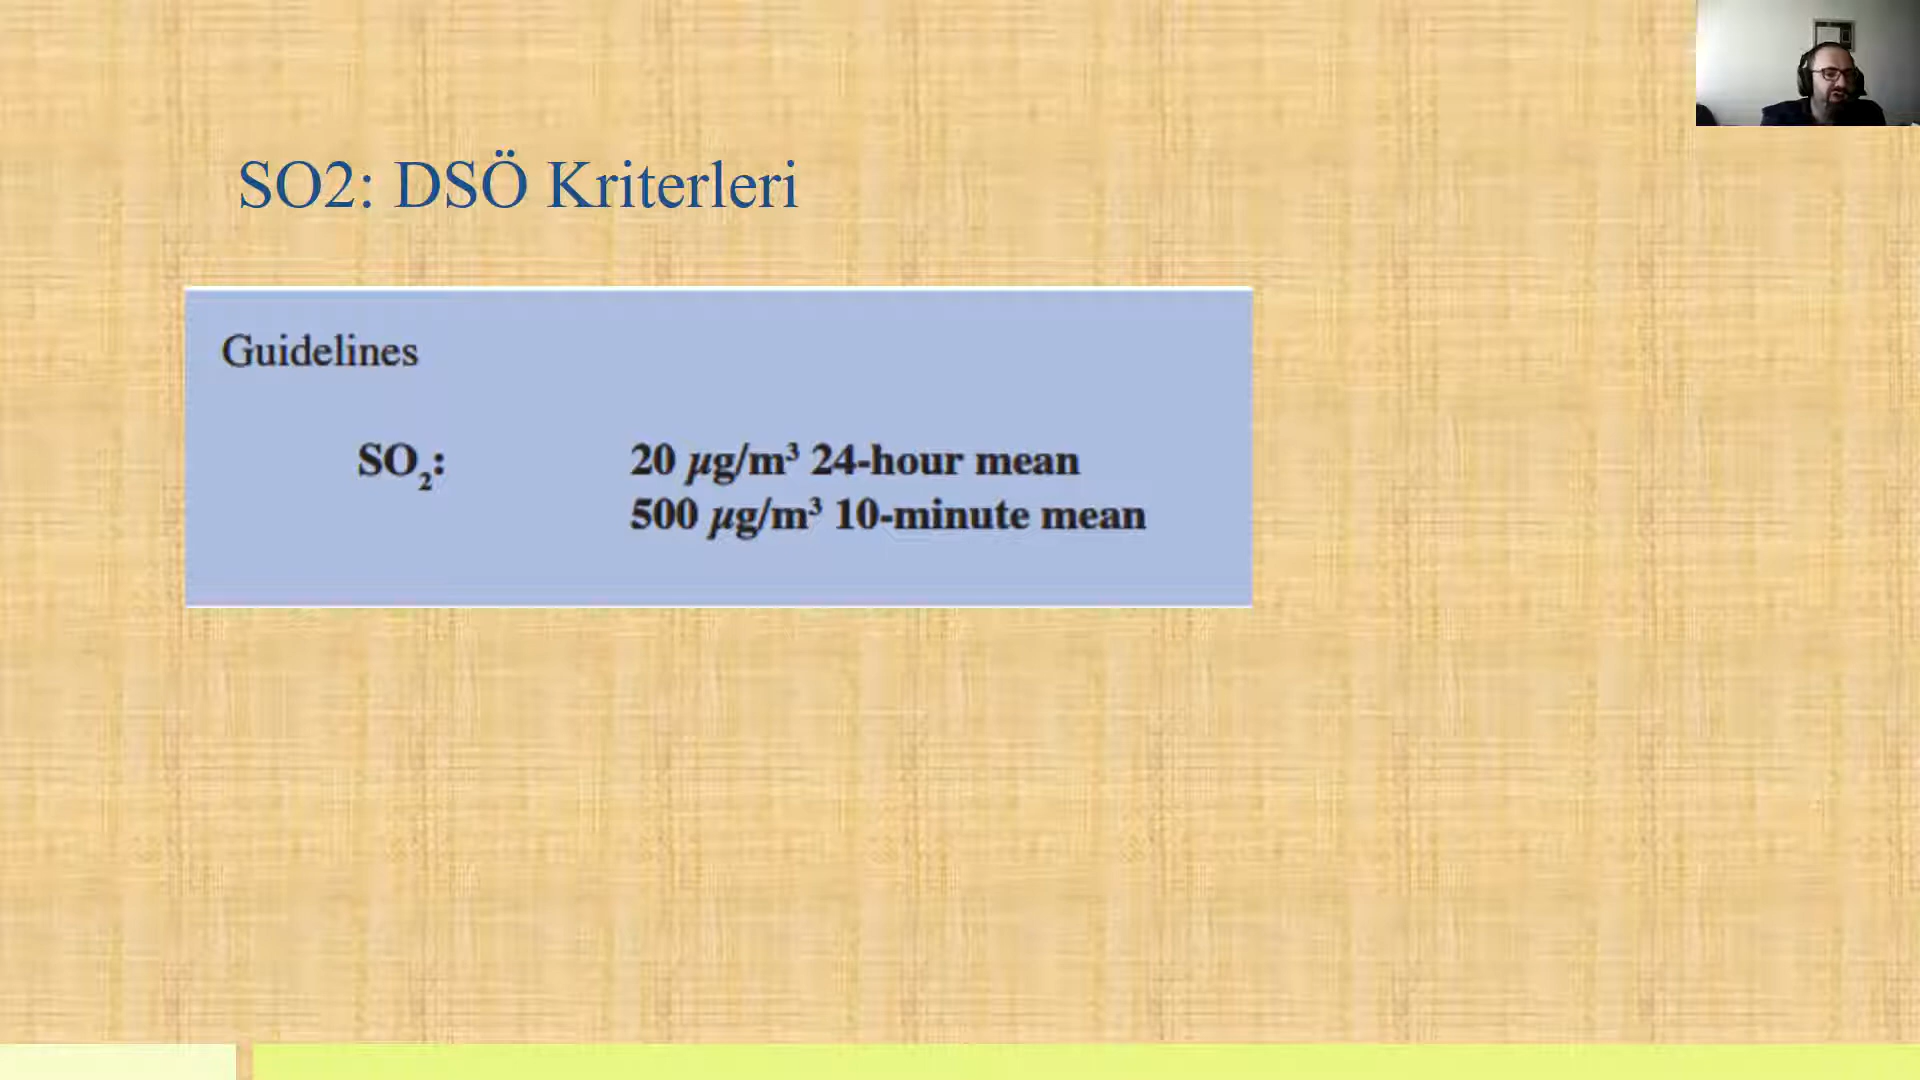 SO2: DSÖ Kriterleri
Guidelines
SO₂: 20 µg/m³ 24-hour mean
500 µg/m³ 10-minute mean